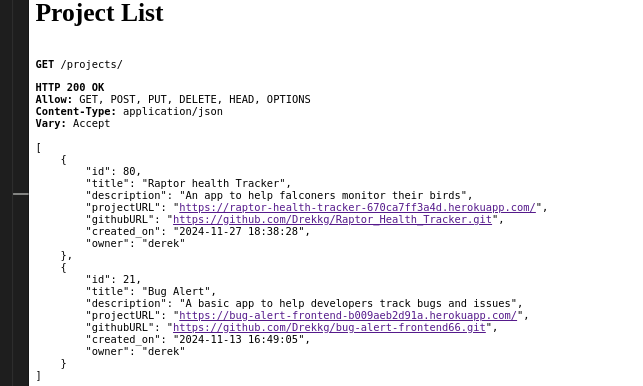 Project List
GET /projects/
HTTP 200 OK
Allow: GET, POST, PUT, DELETE, HEAD, OPTIONS
Content-Type: application/json
Vary: Accept
[
    {
        "id": 80,
        "title": "Raptor health Tracker",
        "description": "An app to help falconers monitor their birds",
        "projectURL": "https://raptor-health-tracker-670ca7ff3a4d.herokuapp.com/",
        "githubURL": "https://github.com/Drekkg/Raptor_Health_Tracker.git",
        "created_on": "2024-11-27 18:38:28",
        "owner": "derek"
    },
    {
        "id": 21,
        "title": "Bug Alert",
        "description": "A basic app to help developers track bugs and issues",
        "projectURL": "https://bug-alert-frontend-b009aeb2d91a.herokuapp.com/",
        "githubURL": "https://github.com/Drekkg/bug-alert-frontend66.git",
        "created_on": "2024-11-13 16:49:05",
        "owner": "derek"
    }
]